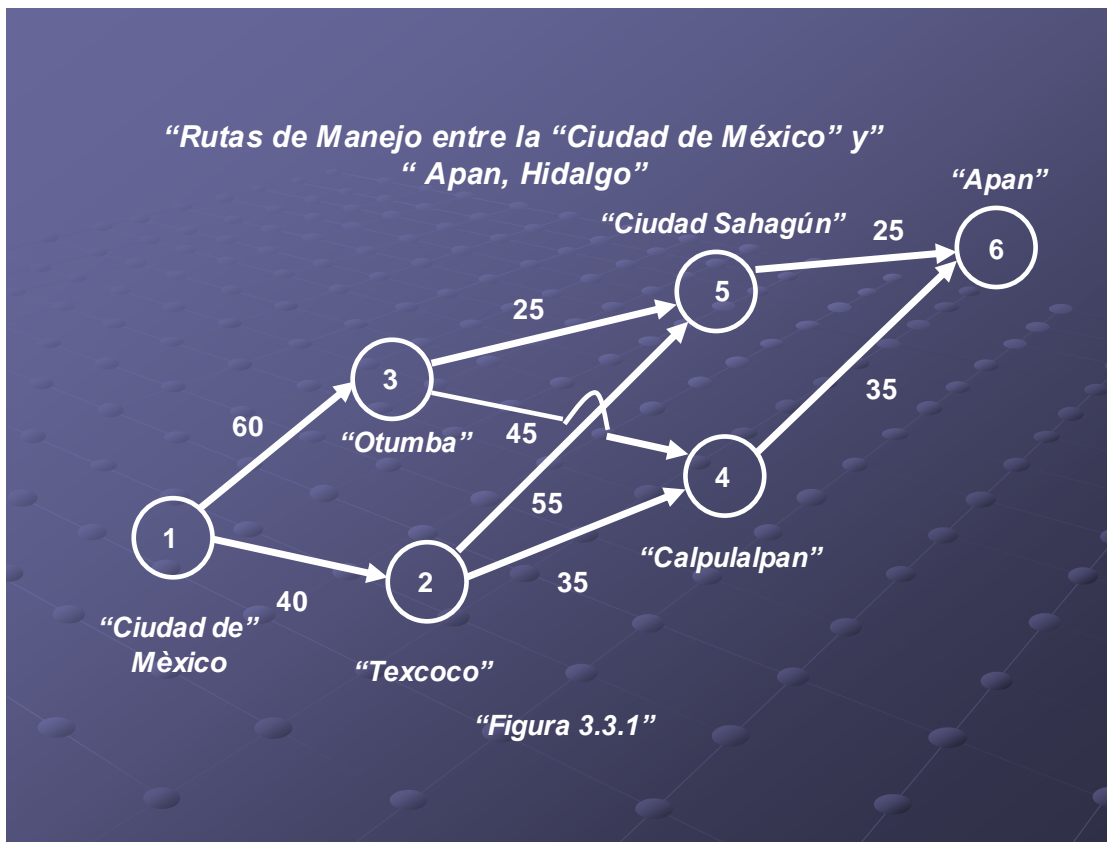 “Rutas de Manejo entre la “Ciudad de México” y”
“ Apan, Hidalgo”
“Apan”
“Ciudad Sahagún”
25
6
5
25
3
35
60
45
“Otumba”
4
55
1
“Calpulalpan”
2
35
40
“Ciudad de”
Mèxico
“Texcoco”
“Figura 3.3.1”